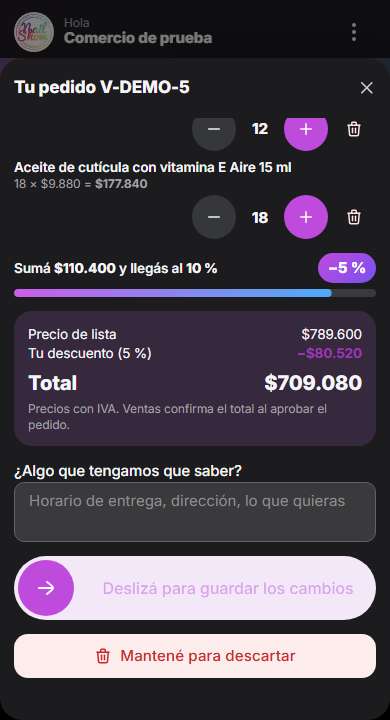 Nail Show
Hola
Comercio de prueba
Tu pedido V-DEMO-5
12
Aceite de cutícula con vitamina E Aire 15 ml
18 × $9.880 = $177.840
18
Sumá $110.400 y llegás al 10 %
−5 %
Precio de lista
$789.600
Tu descuento (5 %)
−$80.520
Total
$709.080
Precios con IVA. Ventas confirma el total al aprobar el
pedido.
¿Algo que tengamos que saber?
Horario de entrega, dirección, lo que quieras
Deslizá para guardar los cambios
Mantené para descartar